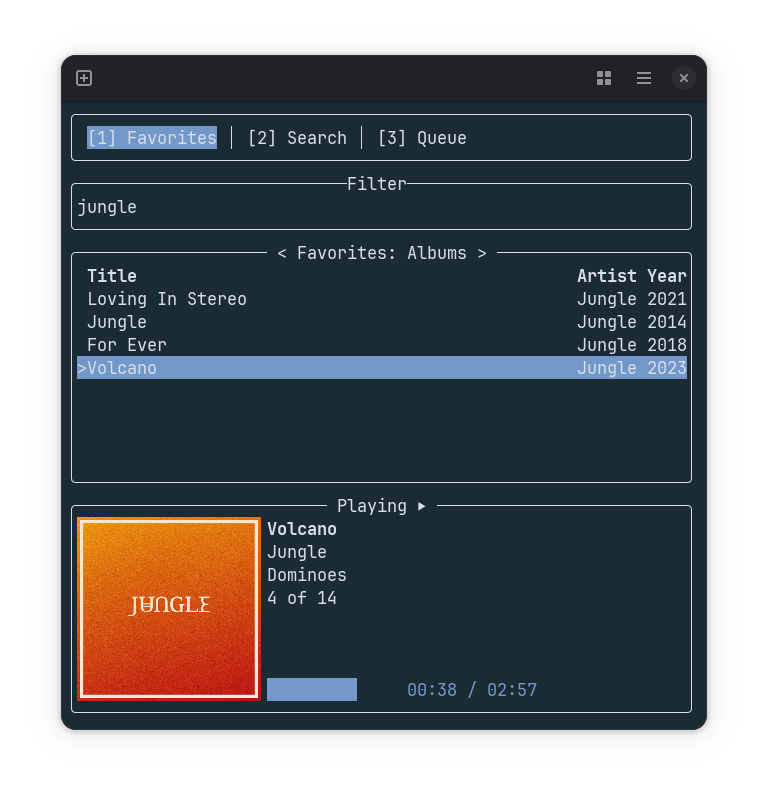 [1] Favorites │ [2] Search │ [3] Queue
Filter
jungle
< Favorites: Albums >
Title Artist Year
Loving In Stereo Jungle 2021
Jungle Jungle 2014
For Ever Jungle 2018
>Volcano Jungle 2023
Playing ▶
Volcano
Jungle
Dominoes
4 of 14
JUNGLE
00:38 / 02:57